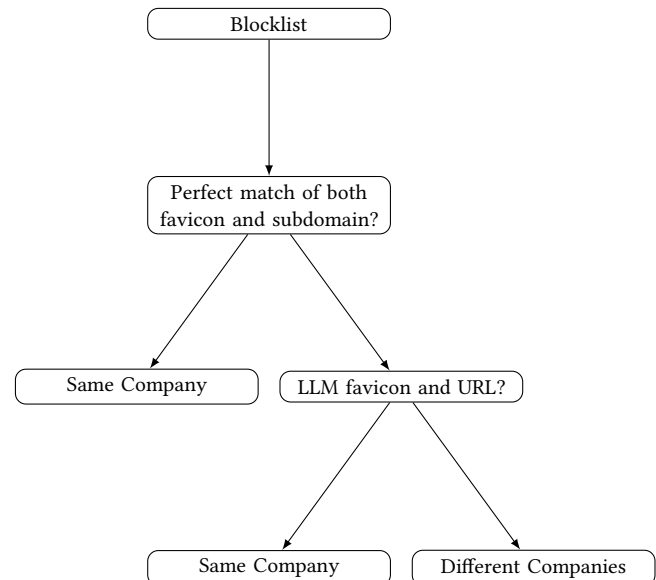 Blocklist
Perfect match of both
favicon and subdomain?
Same Company
LLM favicon and URL?
Same Company
Different Companies